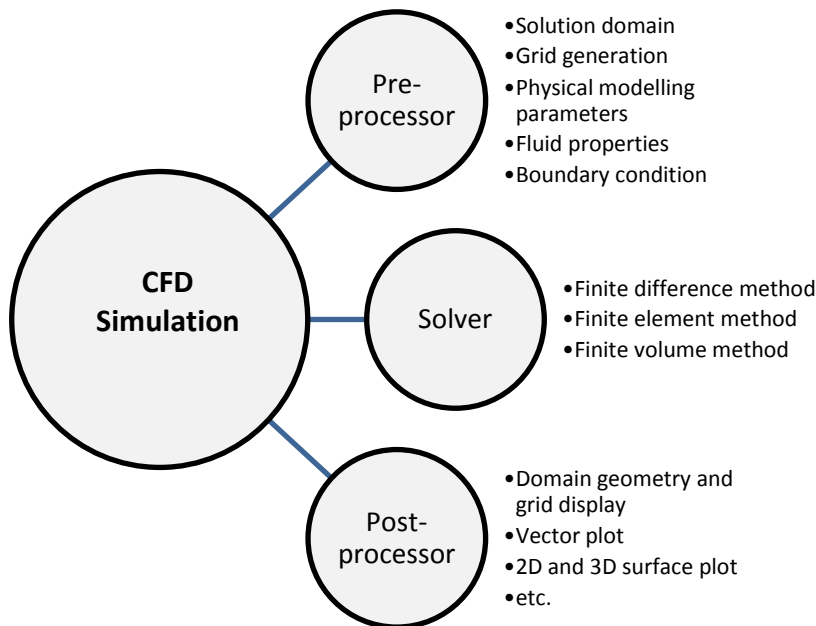 CFD
Simulation
Pre-
processor
•Solution domain
•Grid generation
•Physical modelling
parameters
•Fluid properties
•Boundary condition
Solver
•Finite difference method
•Finite element method
•Finite volume method
Post-
processor
•Domain geometry and
grid display
•Vector plot
•2D and 3D surface plot
•etc.